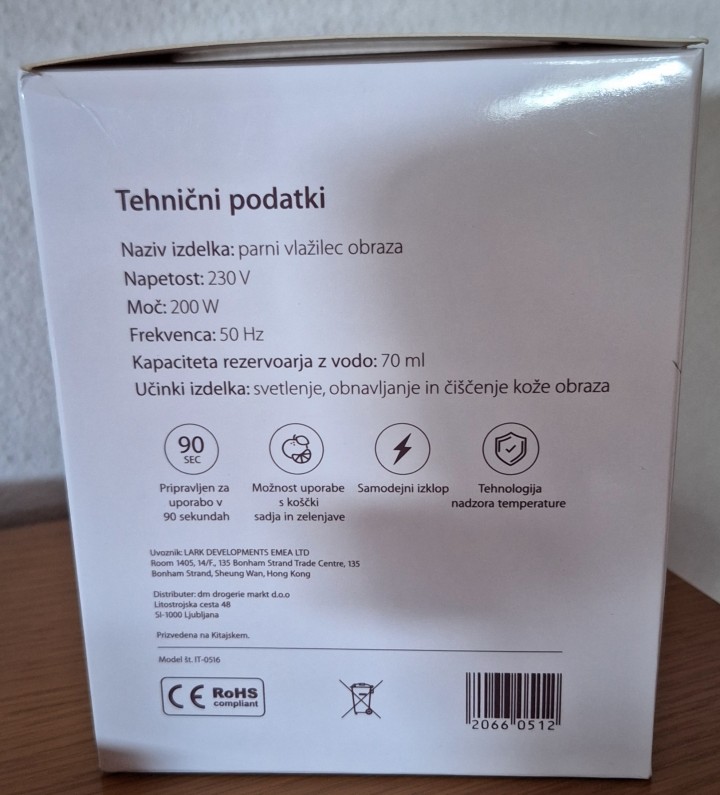 Tehnični podatki
Naziv izdelka: parni vlažilec obraza
Napetost: 230 V
Moč: 200 W
Frekvenca: 50 Hz
Kapaciteta rezervoarja z vodo: 70 ml
Učinki izdelka: svetlenje, obnavljanje in čiščenje kože obraza
90
SEC
Pripravljen za
uporabo v
90 sekundah
Možnost uporabe
s koščki
sadja in zelenjave
Samodejni izklop
Tehnologija
nadzora temperature
Uvoznik: LARK DEVELOPMENTS EMEA LTD
Room 1405, 14/F., 135 Bonham Strand Trade Centre, 135
Bonham Strand, Sheung Wan, Hong Kong
Distributer: dm drogerie markt d.o.o
Litostrojska cesta 48
SI-1000 Ljubljana
Prizvedena na Kitajskem.
Model št. IT-0516
CE RoHS
compliant
2066 0512